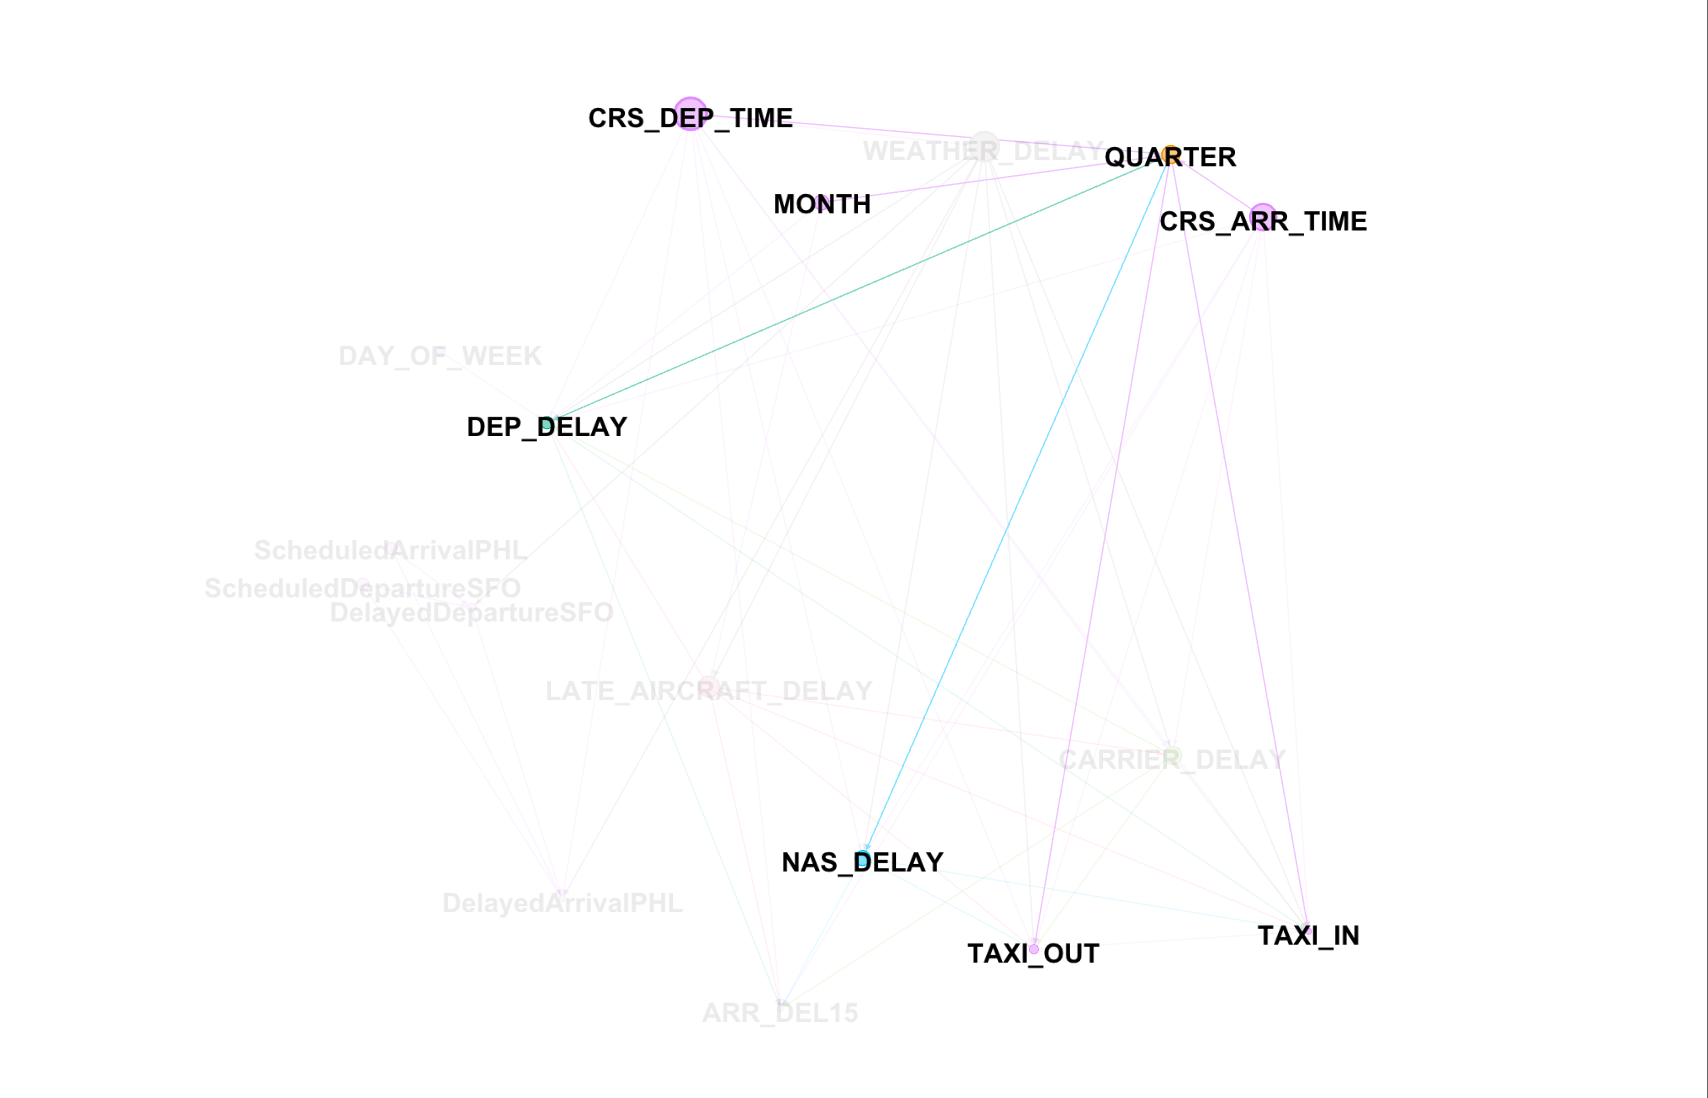 CRS_DEP_TIME
WEATHER_DELAY
QUARTER
MONTH
CRS_ARR_TIME
DAY_OF_WEEK
DEP_DELAY
ScheduledArrivalPHL
ScheduledDepartureSFO
DelayedDepartureSFO
LATE_AIRCRAFT_DELAY
CARRIER_DELAY
NAS_DELAY
DelayedArrivalPHL
TAXI_IN
TAXI_OUT
ARR_DEL15